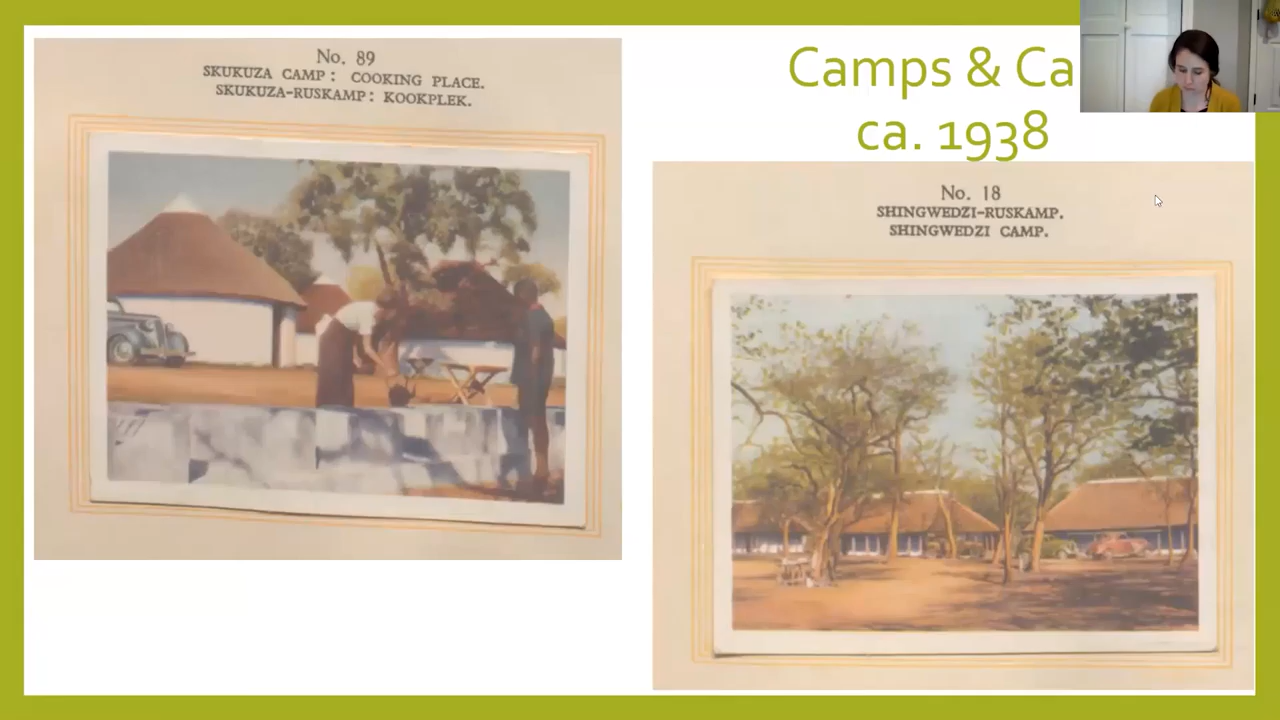 No. 89
SKUKUZA CAMP: COOKING PLACE.
SKUKUZA-RUSKAMP: KOOKPLEK.
Camps & Ca
ca. 1938
No. 18
SHINGWEDZI-RUSKAMP.
SHINGWEDZI CAMP.